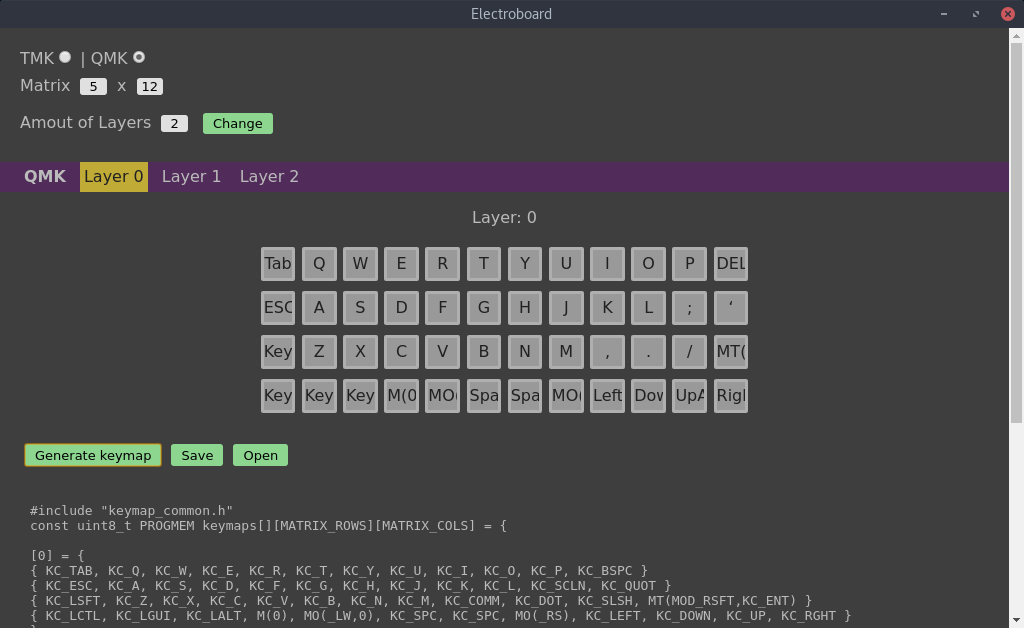 Electroboard
TMK | QMK
Matrix 5 x 12
Amout of Layers 2 Change
QMK Layer 0 Layer 1 Layer 2
Layer: 0
Tab Q W E R T Y U I O P DEL
ESC A S D F G H J K L ; ‘
Key Z X C V B N M , . / MT(
Key Key Key M(0 MO( Spa Spa MO( Left Dow UpA Righ
Generate keymap Save Open
#include "keymap_common.h"
const uint8_t PROGMEM keymaps[][MATRIX_ROWS][MATRIX_COLS] = {
[0] = {
{ KC_TAB, KC_Q, KC_W, KC_E, KC_R, KC_T, KC_Y, KC_U, KC_I, KC_O, KC_P, KC_BSPC }
{ KC_ESC, KC_A, KC_S, KC_D, KC_F, KC_G, KC_H, KC_J, KC_K, KC_L, KC_SCLN, KC_QUOT }
{ KC_LSFT, KC_Z, KC_X, KC_C, KC_V, KC_B, KC_N, KC_M, KC_COMM, KC_DOT, KC_SLSH, MT(MOD_RSFT,KC_ENT) }
{ KC_LCTL, KC_LGUI, KC_LALT, M(0), MO(_LW,0), KC_SPC, KC_SPC, MO(_RS), KC_LEFT, KC_DOWN, KC_UP, KC_RGHT }